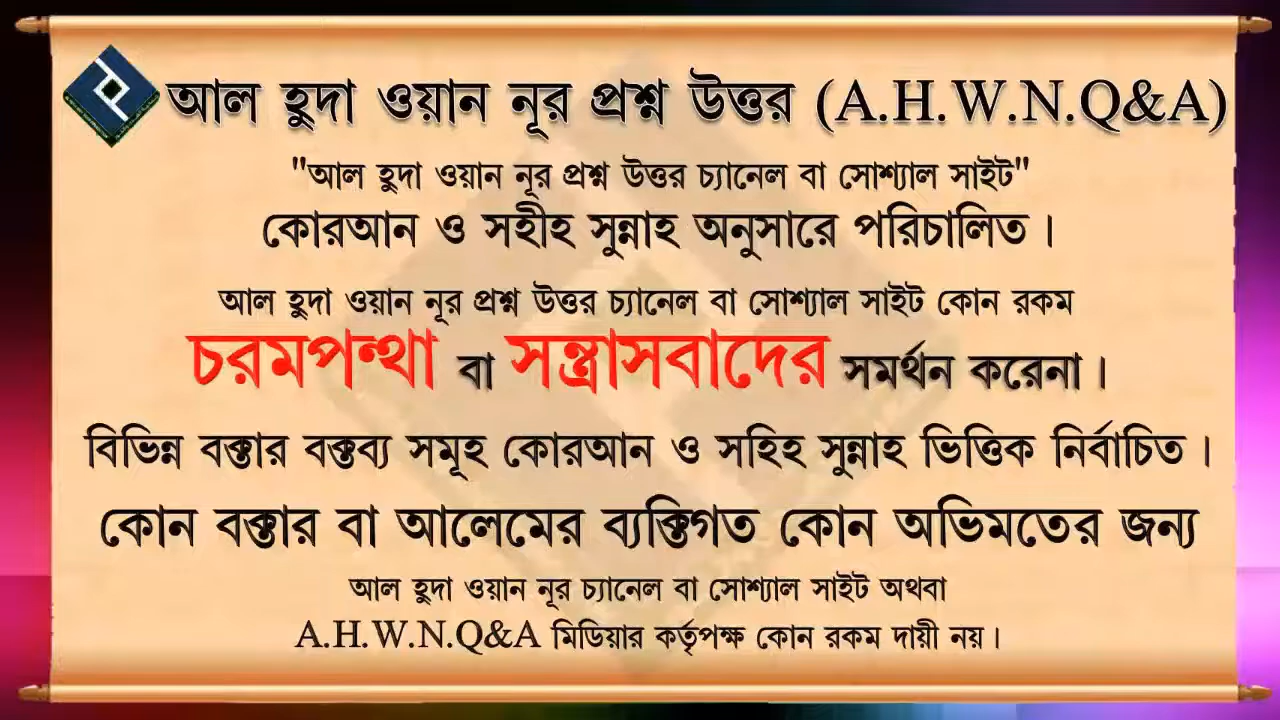 আল হুদা ওয়ান নূর প্রশ্ন উত্তর (A.H.W.N.Q&A)
"আল হুদা ওয়ান নূর প্রশ্ন উত্তর চ্যানেল বা সোশ্যাল সাইট"
কোরআন ও সহীহ সুন্নাহ অনুসারে পরিচালিত।
আল হুদা ওয়ান নূর প্রশ্ন উত্তর চ্যানেল বা সোশ্যাল সাইট কোন রকম
চরমপন্থা বা সন্ত্রাসবাদের সমর্থন করেনা।
বিভিন্ন বক্তার বক্তব্য সমূহ কোরআন ও সহিহ সুন্নাহ ভিত্তিক নির্বাচিত।
কোন বক্তার বা আলেমের ব্যক্তিগত কোন অভিমতের জন্য
আল হুদা ওয়ান নূর চ্যানেল বা সোশ্যাল সাইট অথবা
A.H.W.N.Q&A মিডিয়ার কর্তৃপক্ষ কোন রকম দায়ী নয়।